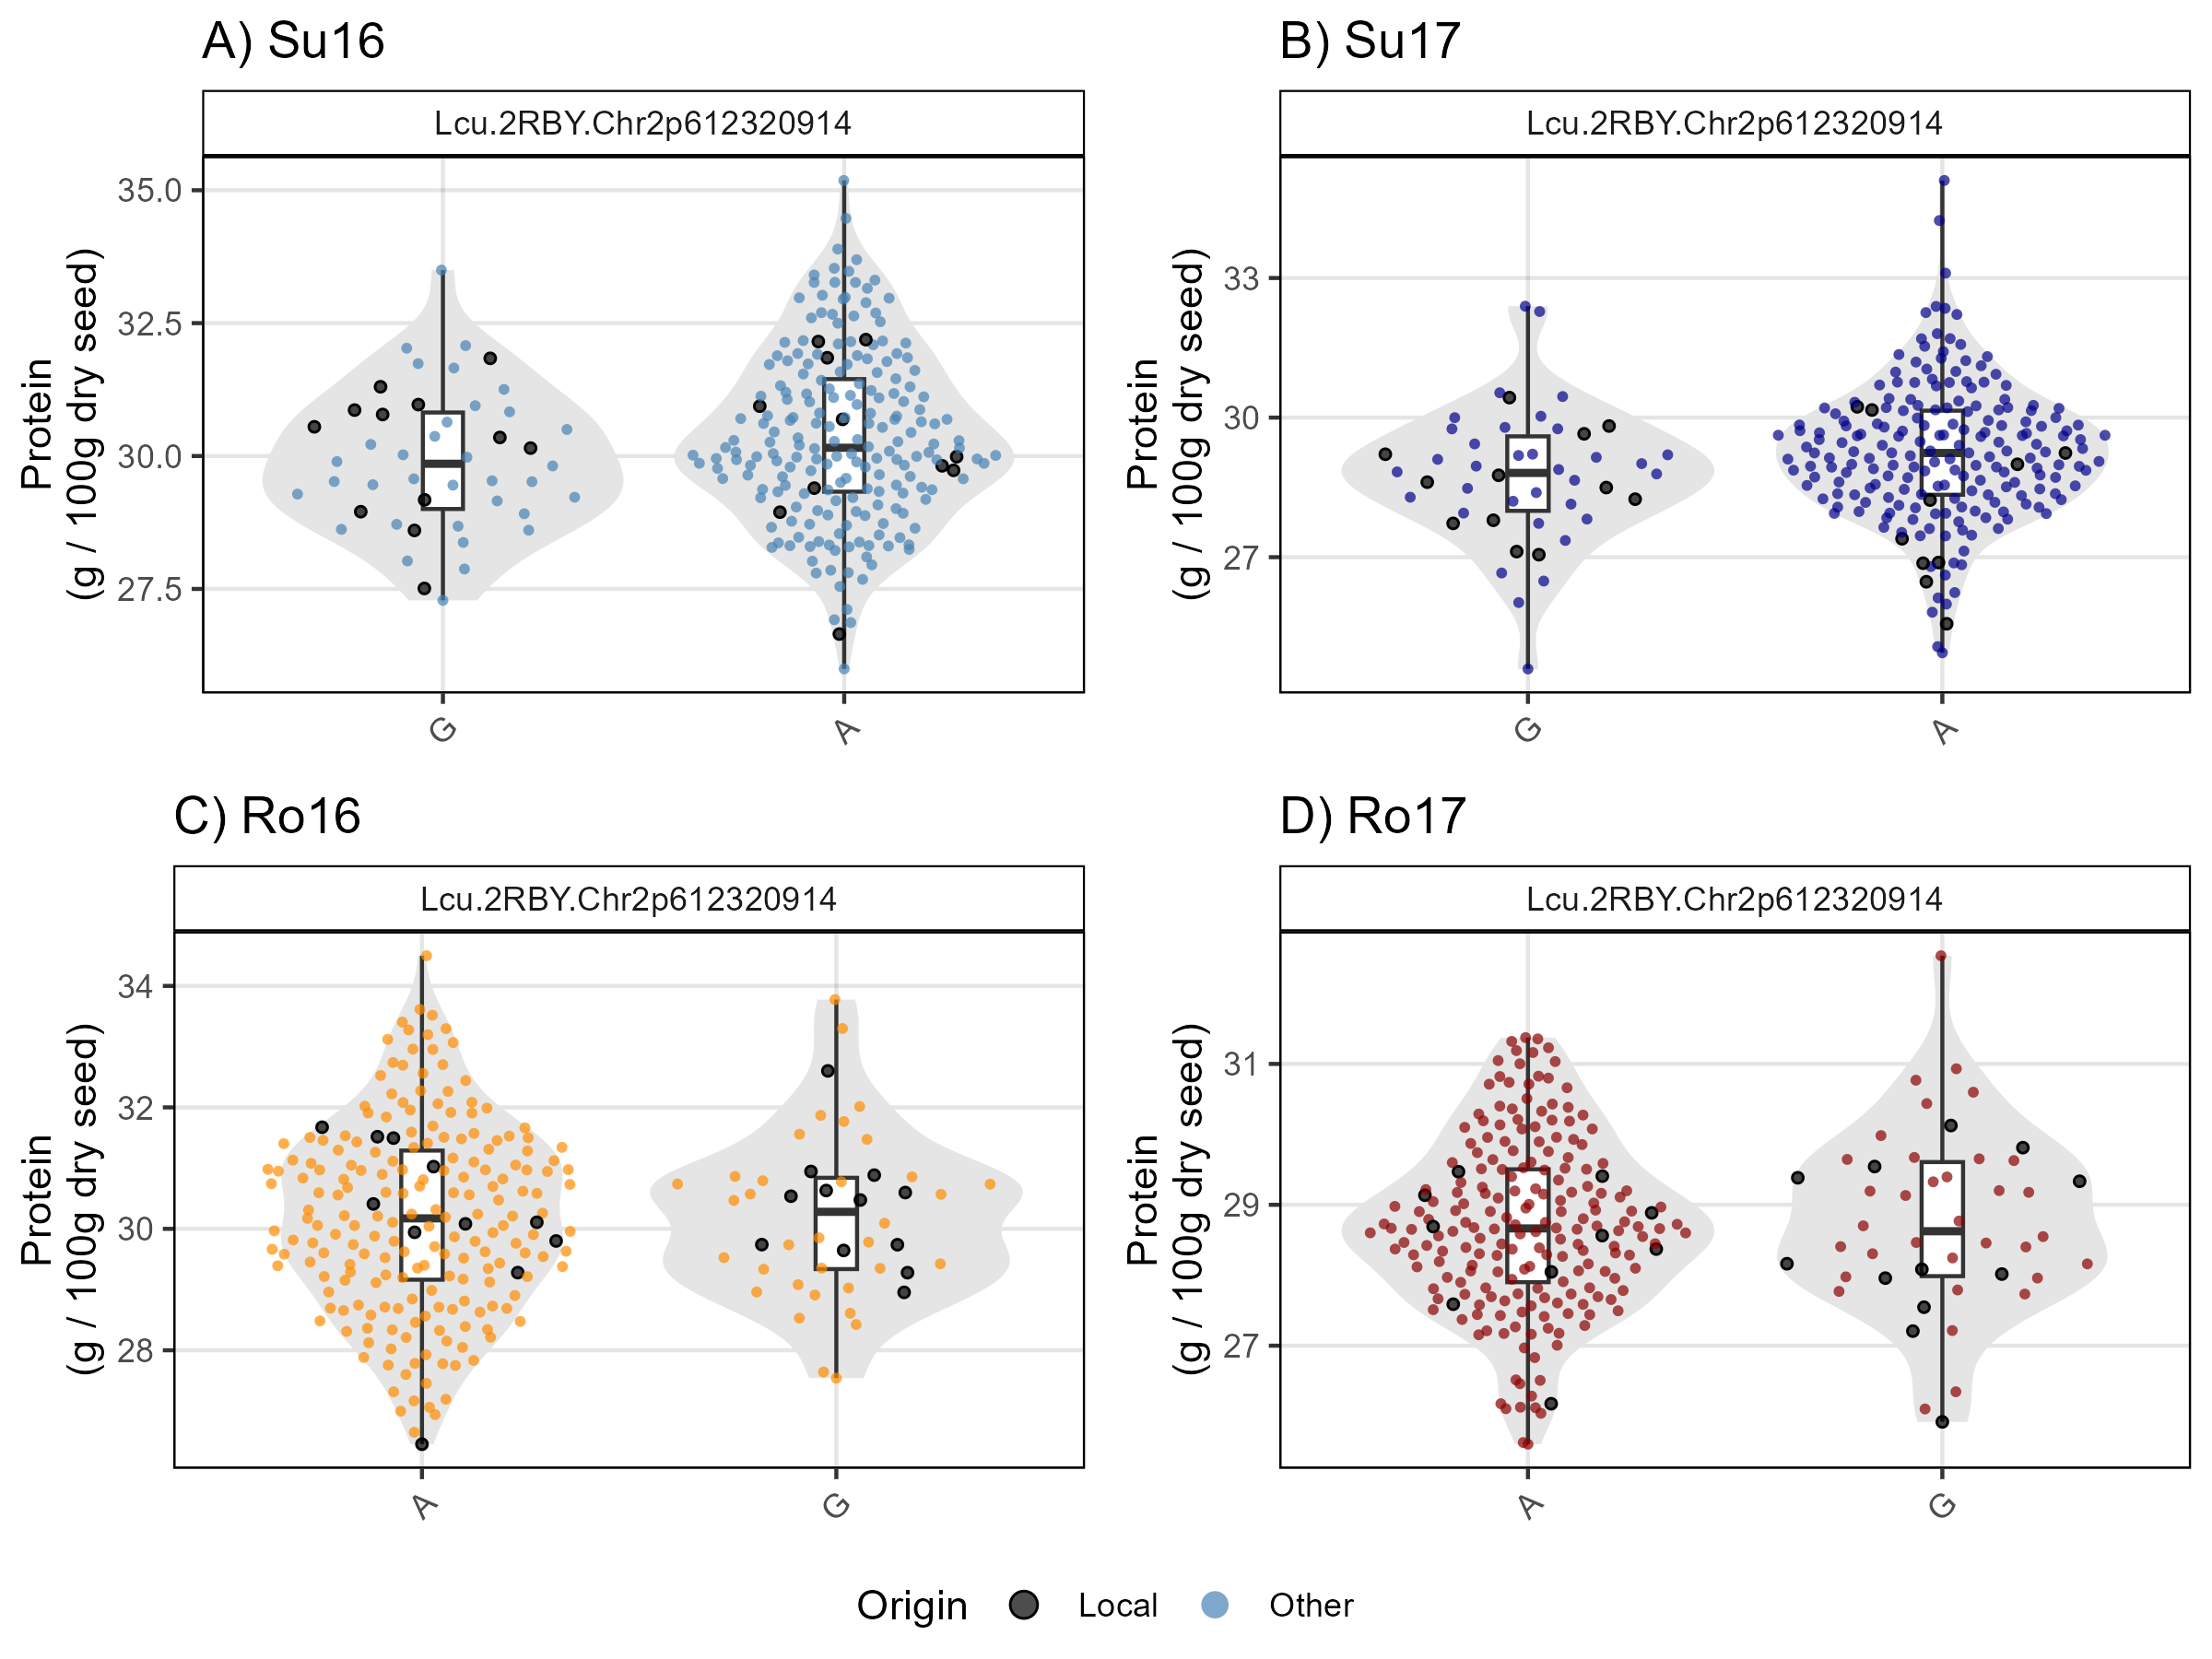 A) Su16
Lcu.2RBY.Chr2p612320914
Protein
(g / 100g dry seed)
35.0
32.5
30.0
27.5
G
A
B) Su17
Lcu.2RBY.Chr2p612320914
Protein
(g / 100g dry seed)
33
30
27
G
A
C) Ro16
Lcu.2RBY.Chr2p612320914
Protein
(g / 100g dry seed)
34
32
30
28
A
G
D) Ro17
Lcu.2RBY.Chr2p612320914
Protein
(g / 100g dry seed)
31
29
27
A
G
Origin Local Other